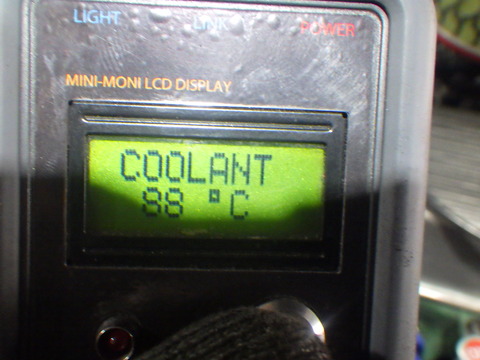 LIGHT LINK POWER
MINI-MONI LCD DISPLAY
COOLANT
88 °C